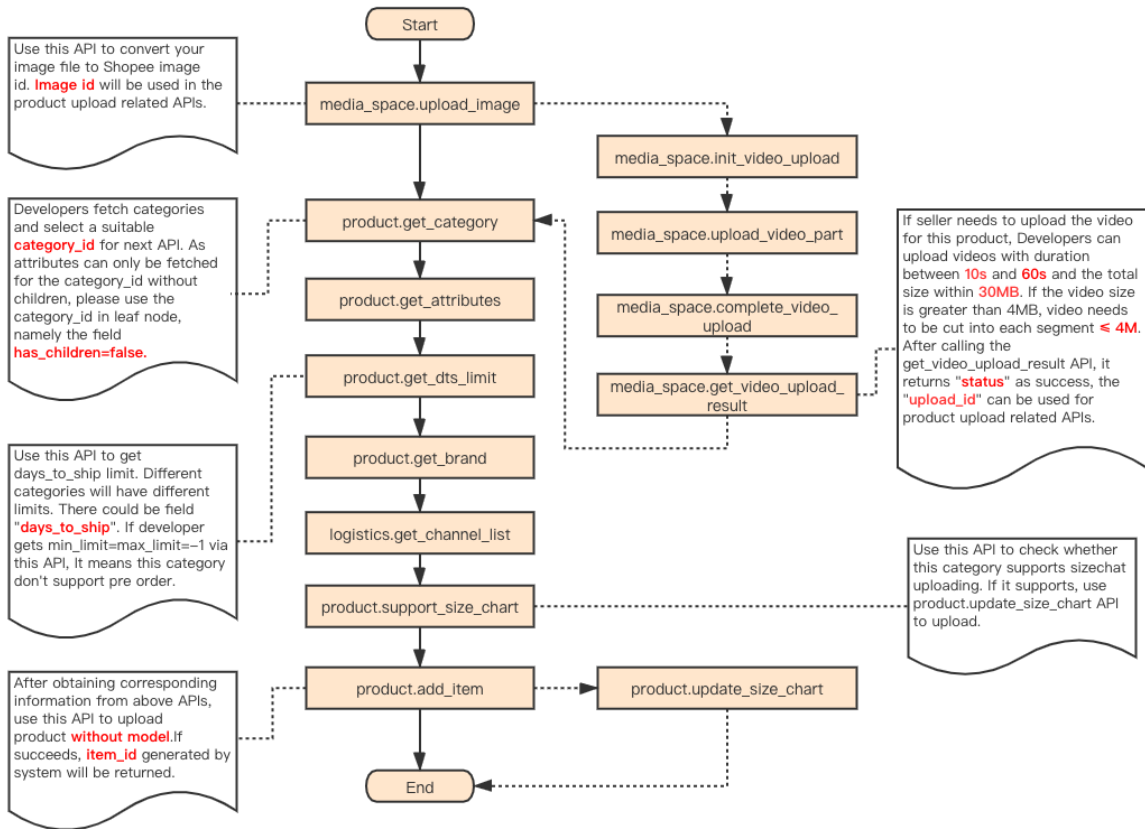 Start
Use this API to convert your
image file to Shopee image
id. Image id will be used in the
product upload related APIs.
media_space.upload_image
media_space.init_video_upload
Developers fetch categories
and select a suitable
category_id for next API. As
attributes can only be fetched
for the category_id without
children, please use the
category_id in leaf node,
namely the field
has_children=false.
product.get_category
media_space.upload_video_part
If seller needs to upload the video
for this product, Developers can
upload videos with duration
between 10s and 60s and the total
size within 30MB. If the video size
is greater than 4MB, video needs
to be cut into each segment ≤ 4M.
After calling the
get_video_upload_result API, it
returns "status" as success, the
"upload_id" can be used for
product upload related APIs.
product.get_attributes
media_space.complete_video_
upload
product.get_dts_limit
media_space.get_video_upload_
result
Use this API to get
days_to_ship limit. Different
categories will have different
limits. There could be field
"days_to_ship". If developer
gets min_limit=max_limit=–1 via
this API, It means this category
don't support pre order.
product.get_brand
logistics.get_channel_list
product.support_size_chart
Use this API to check whether
this category supports sizechat
uploading. If it supports, use
product.update_size_chart API
to upload.
After obtaining corresponding
information from above APIs,
use this API to upload
product without model.If
succeeds, item_id generated by
system will be returned.
product.add_item
product.update_size_chart
End